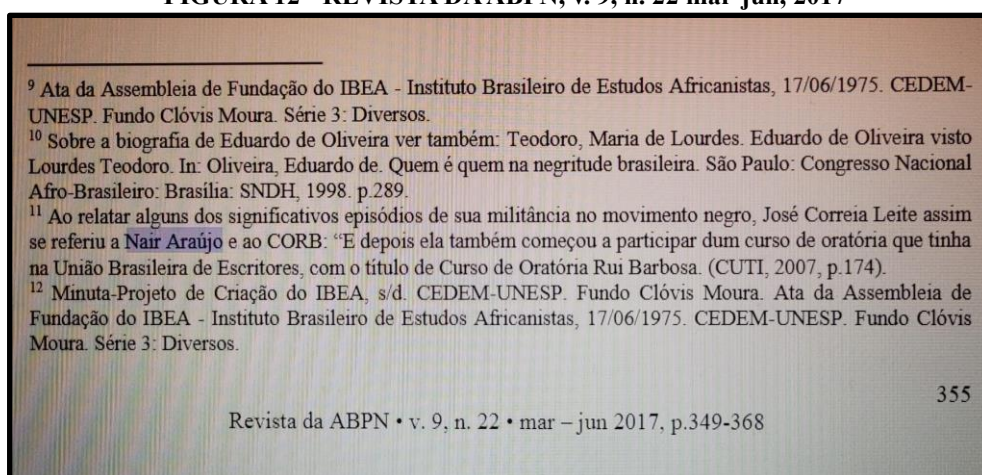 FIGURA 12 - REVISTA DA ABPN, v. 9, n. 22 mar-jun, 2017
⁹ Ata da Assembleia de Fundação do IBEA - Instituto Brasileiro de Estudos Africanistas, 17/06/1975. CEDEM-
UNESP. Fundo Clóvis Moura. Série 3: Diversos.
¹⁰ Sobre a biografia de Eduardo de Oliveira ver também: Teodoro, Maria de Lourdes. Eduardo de Oliveira visto
Lourdes Teodoro. In: Oliveira, Eduardo de. Quem é quem na negritude brasileira. São Paulo: Congresso Nacional
Afro-Brasileiro: Brasília: SNDH, 1998. p.289.
¹¹ Ao relatar alguns dos significativos episódios de sua militância no movimento negro, José Correia Leite assim
se referiu a Nair Araújo e ao CORB: “E depois ela também começou a participar dum curso de oratória que tinha
na União Brasileira de Escritores, com o título de Curso de Oratória Rui Barbosa. (CUTI, 2007, p.174).
¹² Minuta-Projeto de Criação do IBEA, s/d. CEDEM-UNESP. Fundo Clóvis Moura. Ata da Assembleia de
Fundação do IBEA - Instituto Brasileiro de Estudos Africanistas, 17/06/1975. CEDEM-UNESP. Fundo Clóvis
Moura. Série 3: Diversos.
355
Revista da ABPN • v. 9, n. 22 • mar – jun 2017, p.349-368